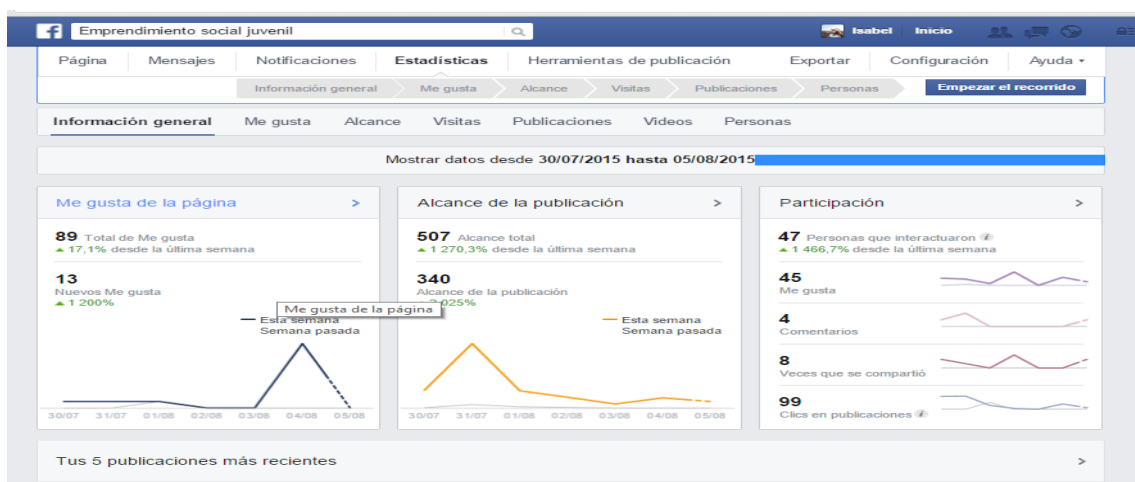 f Emprendimiento social juvenil Isabel Inicio
Página Mensajes Notificaciones Estadísticas Herramientas de publicación Exportar Configuración Ayuda
Información general Me gusta Alcance Visitas Publicaciones Personas Empezar el recorrido
Información general Me gusta Alcance Visitas Publicaciones Videos Personas
Mostrar datos desde 30/07/2015 hasta 05/08/2015
Me gusta de la página >
89 Total de Me gusta
17,1% desde la última semana
13
Nuevos Me gusta
1 200%
Me gusta de la página
Esta semana
Semana pasada
30/07 31/07 01/08 02/08 03/08 04/08 05/08
Alcance de la publicación >
507 Alcance total
1 270,3% desde la última semana
340
Alcance de la publicación
025%
Esta semana
Semana pasada
30/07 31/07 01/08 02/08 03/08 04/08 05/08
Participación >
47 Personas que interactuaron i
1 466,7% desde la última semana
45
Me gusta
4
Comentarios
8
Veces que se compartió
99
Clics en publicaciones i
Tus 5 publicaciones más recientes >